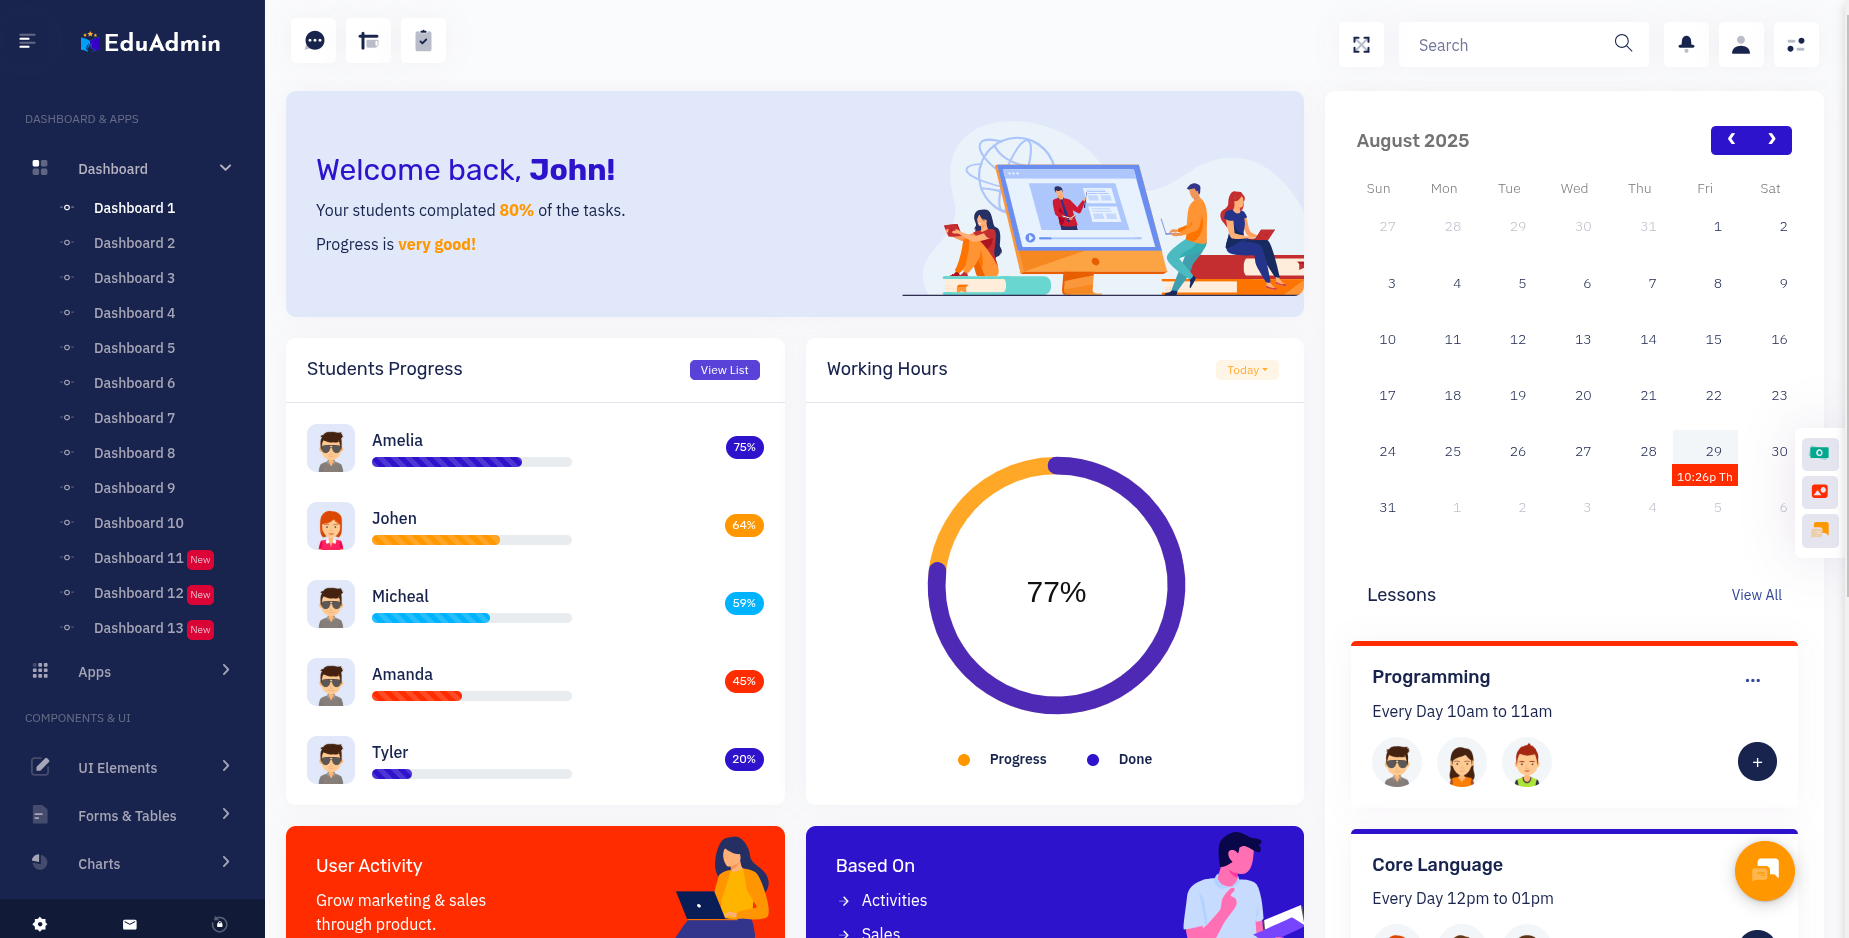 EduAdmin
Search
DASHBOARD & APPS
Dashboard
Dashboard 1
Dashboard 2
Dashboard 3
Dashboard 4
Dashboard 5
Dashboard 6
Dashboard 7
Dashboard 8
Dashboard 9
Dashboard 10
Dashboard 11 New
Dashboard 12 New
Dashboard 13 New
Apps
COMPONENTS & UI
UI Elements
Forms & Tables
Charts
Welcome back, John!
Your students complated 80% of the tasks.
Progress is very good!
Students Progress
View List
Amelia
75%
Johen
64%
Micheal
59%
Amanda
45%
Tyler
20%
Working Hours
Today
77%
Progress
Done
User Activity
Grow marketing & sales
through product.
Based On
Activities
Sales
August 2025
Sun Mon Tue Wed Thu Fri Sat
27 28 29 30 31 1 2
3 4 5 6 7 8 9
10 11 12 13 14 15 16
17 18 19 20 21 22 23
24 25 26 27 28 29 30
10:26p Th
31 1 2 3 4 5 6
Lessons
View All
Programming
Every Day 10am to 11am
+
Core Language
Every Day 12pm to 01pm